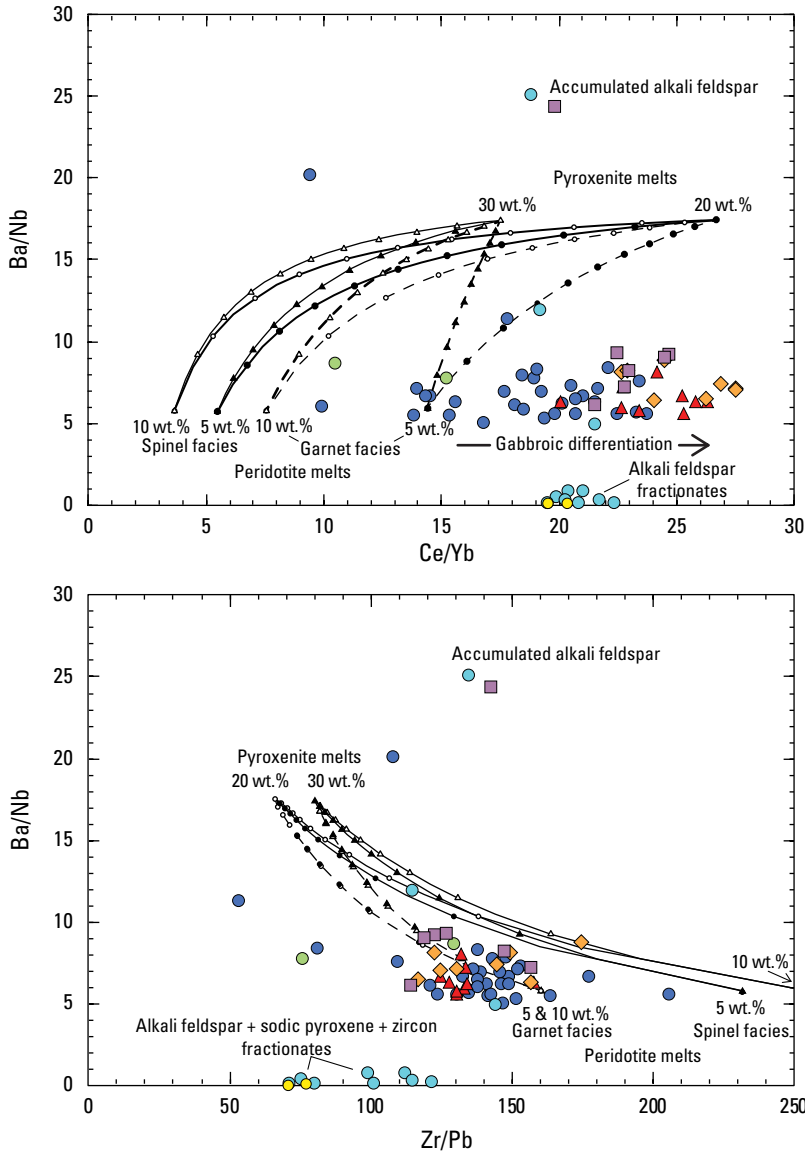 30
25
20
15
10
5
0
Ba/Nb
Accumulated alkali feldspar
Pyroxenite melts
30 wt.%
20 wt.%
10 wt.%
5 wt.%
Spinel facies
10 wt.%
Garnet facies
5 wt.%
Peridotite melts
Gabbroic differentiation
Alkali feldspar
fractionates
0 5 10 15 20 25 30
Ce/Yb
30
25
20
15
10
5
0
Ba/Nb
Accumulated alkali feldspar
Pyroxenite melts
20 wt.% 30 wt.%
10 wt.%
5 wt.%
Spinel facies
5 & 10 wt.%
Garnet facies
Peridotite melts
Alkali feldspar + sodic pyroxene + zircon
fractionates
0 50 100 150 200 250
Zr/Pb